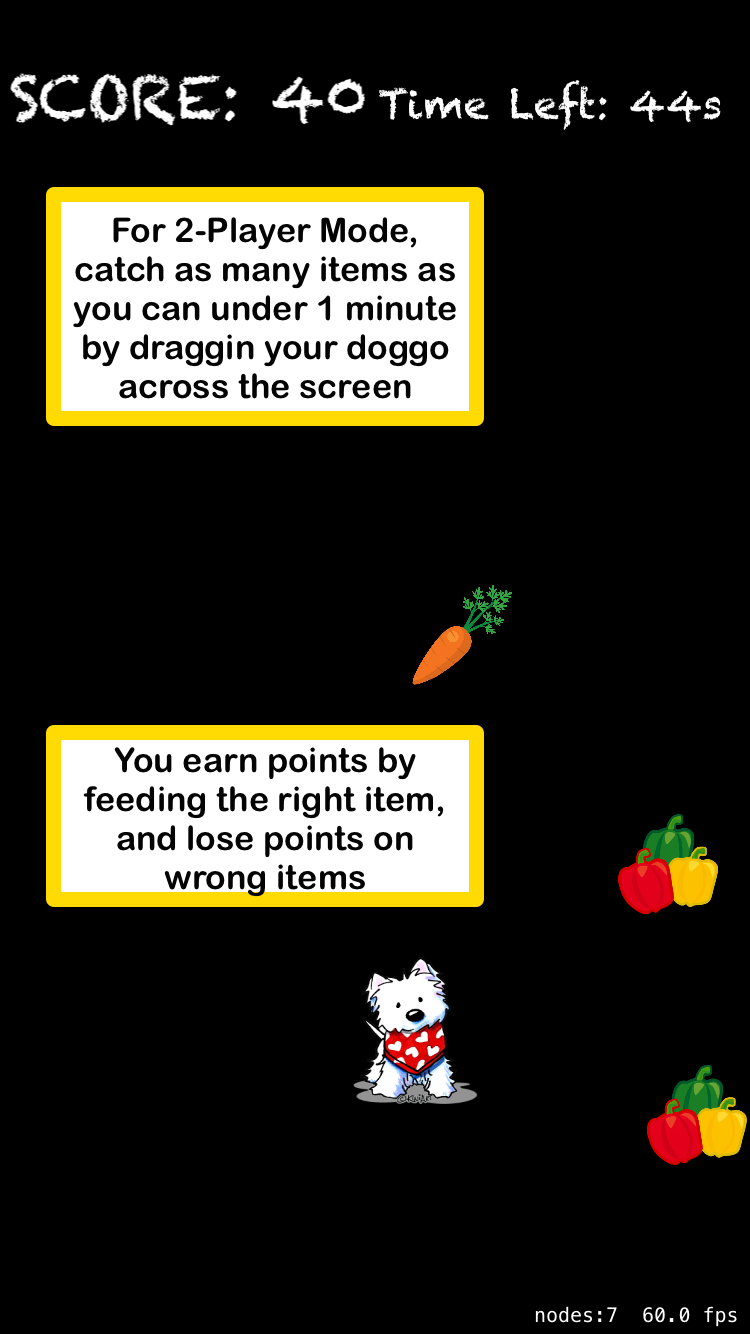 SCORE: 40 Time Left: 44s
For 2-Player Mode,
catch as many items as
you can under 1 minute
by draggin your doggo
across the screen
You earn points by
feeding the right item,
and lose points on
wrong items
nodes:7 60.0 fps